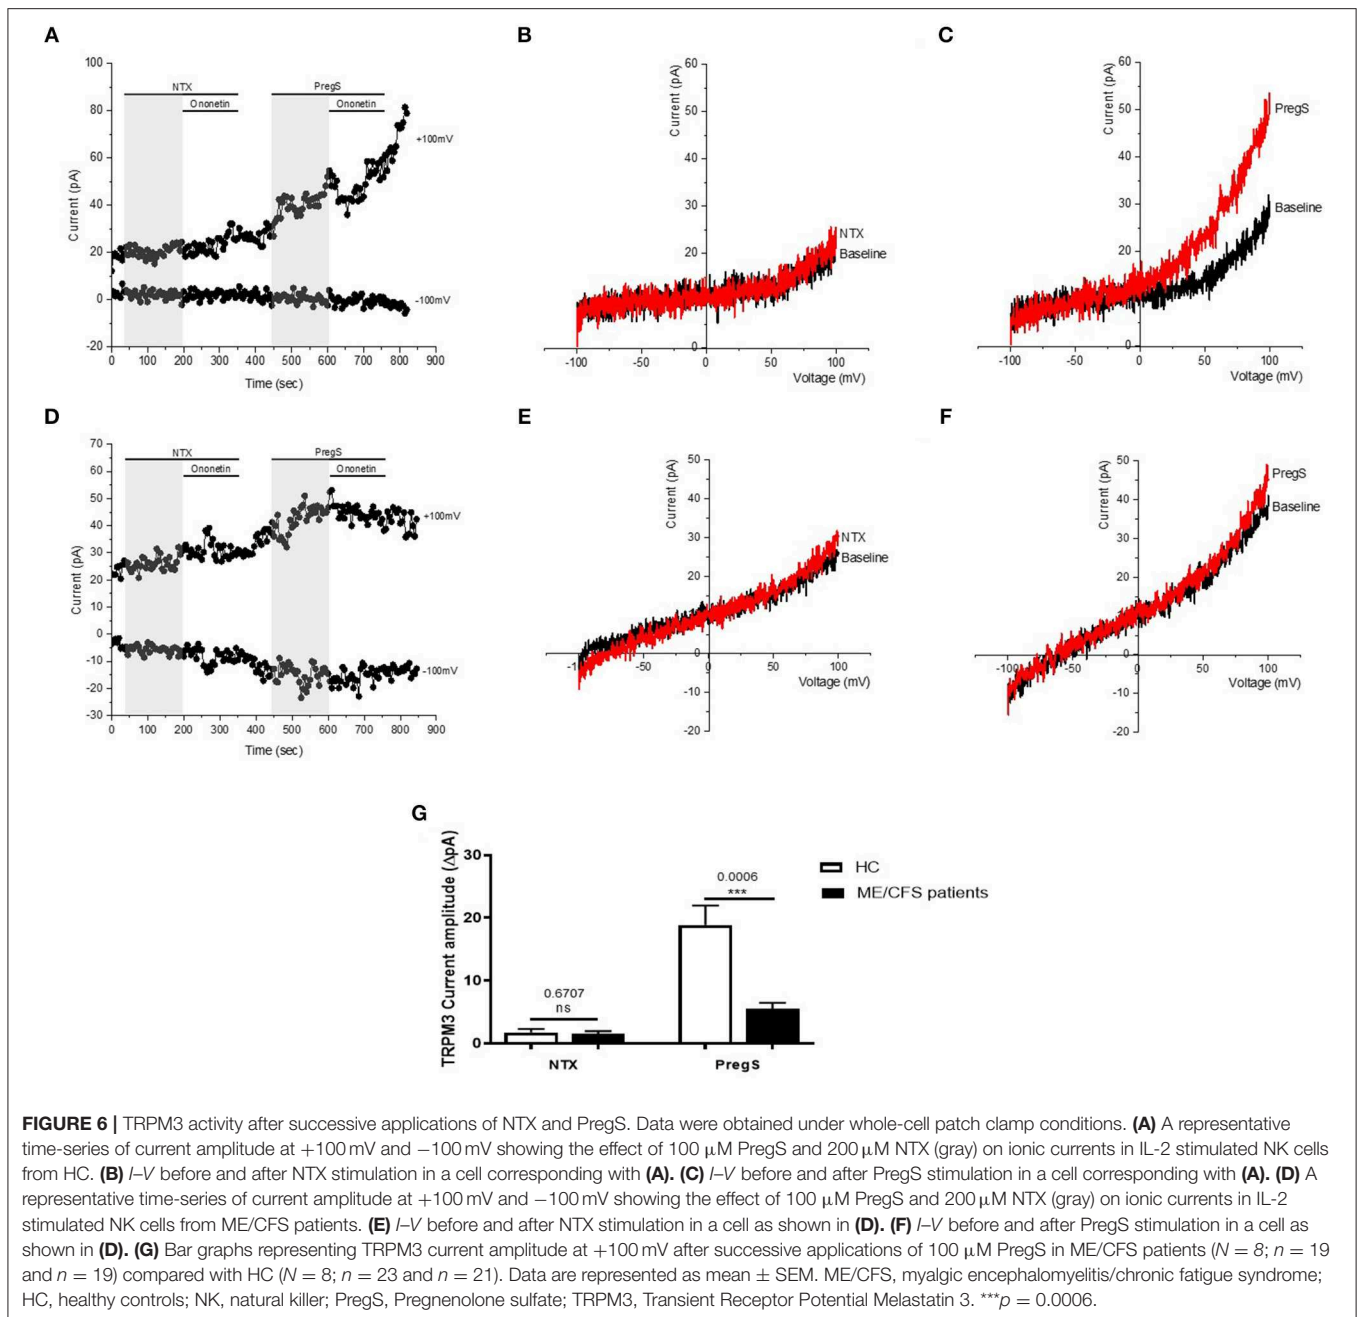 A
100
80
60
40
20
0
-20
Current (pA)
NTX
Ononetin
PregS
Ononetin
+100mV
-100mV
0 100 200 300 400 500 600 700 800 900
Time (sec)
B
60
50
40
30
20
10
0
Current (pA)
NTX
Baseline
-100 -50 0 50 100
Voltage (mV)
C
60
50
40
30
20
10
0
Current (pA)
PregS
Baseline
-100 -50 0 50 100
Voltage (mV)
D
70
60
50
40
30
20
10
0
-10
-20
-30
Current (pA)
NTX
Ononetin
PregS
Ononetin
+100mV
-100mV
0 100 200 300 400 500 600 700 800 900
Time (sec)
E
50
40
30
20
10
0
-10
-20
Current (pA)
NTX
Baseline
-100 -50 0 50 100
Voltage (mV)
F
50
40
30
20
10
0
-10
-20
Current (pA)
PregS
Baseline
-100 -50 0 50 100
Voltage (mV)
G
TRPM3 Current amplitude (ΔpA)
30
20
10
0
0.6707
ns
0.0006
***
NTX PregS
HC
ME/CFS patients
FIGURE 6 | TRPM3 activity after successive applications of NTX and PregS. Data were obtained under whole-cell patch clamp conditions. (A) A representative
time-series of current amplitude at +100 mV and −100 mV showing the effect of 100 μM PregS and 200 μM NTX (gray) on ionic currents in IL-2 stimulated NK cells
from HC. (B) I–V before and after NTX stimulation in a cell corresponding with (A). (C) I–V before and after PregS stimulation in a cell corresponding with (A). (D) A
representative time-series of current amplitude at +100 mV and −100 mV showing the effect of 100 μM PregS and 200 μM NTX (gray) on ionic currents in IL-2
stimulated NK cells from ME/CFS patients. (E) I–V before and after NTX stimulation in a cell as shown in (D). (F) I–V before and after PregS stimulation in a cell as
shown in (D). (G) Bar graphs representing TRPM3 current amplitude at +100 mV after successive applications of 100 μM PregS in ME/CFS patients (N = 8; n = 19
and n = 19) compared with HC (N = 8; n = 23 and n = 21). Data are represented as mean ± SEM. ME/CFS, myalgic encephalomyelitis/chronic fatigue syndrome;
HC, healthy controls; NK, natural killer; PregS, Pregnenolone sulfate; TRPM3, Transient Receptor Potential Melastatin 3. ***p = 0.0006.